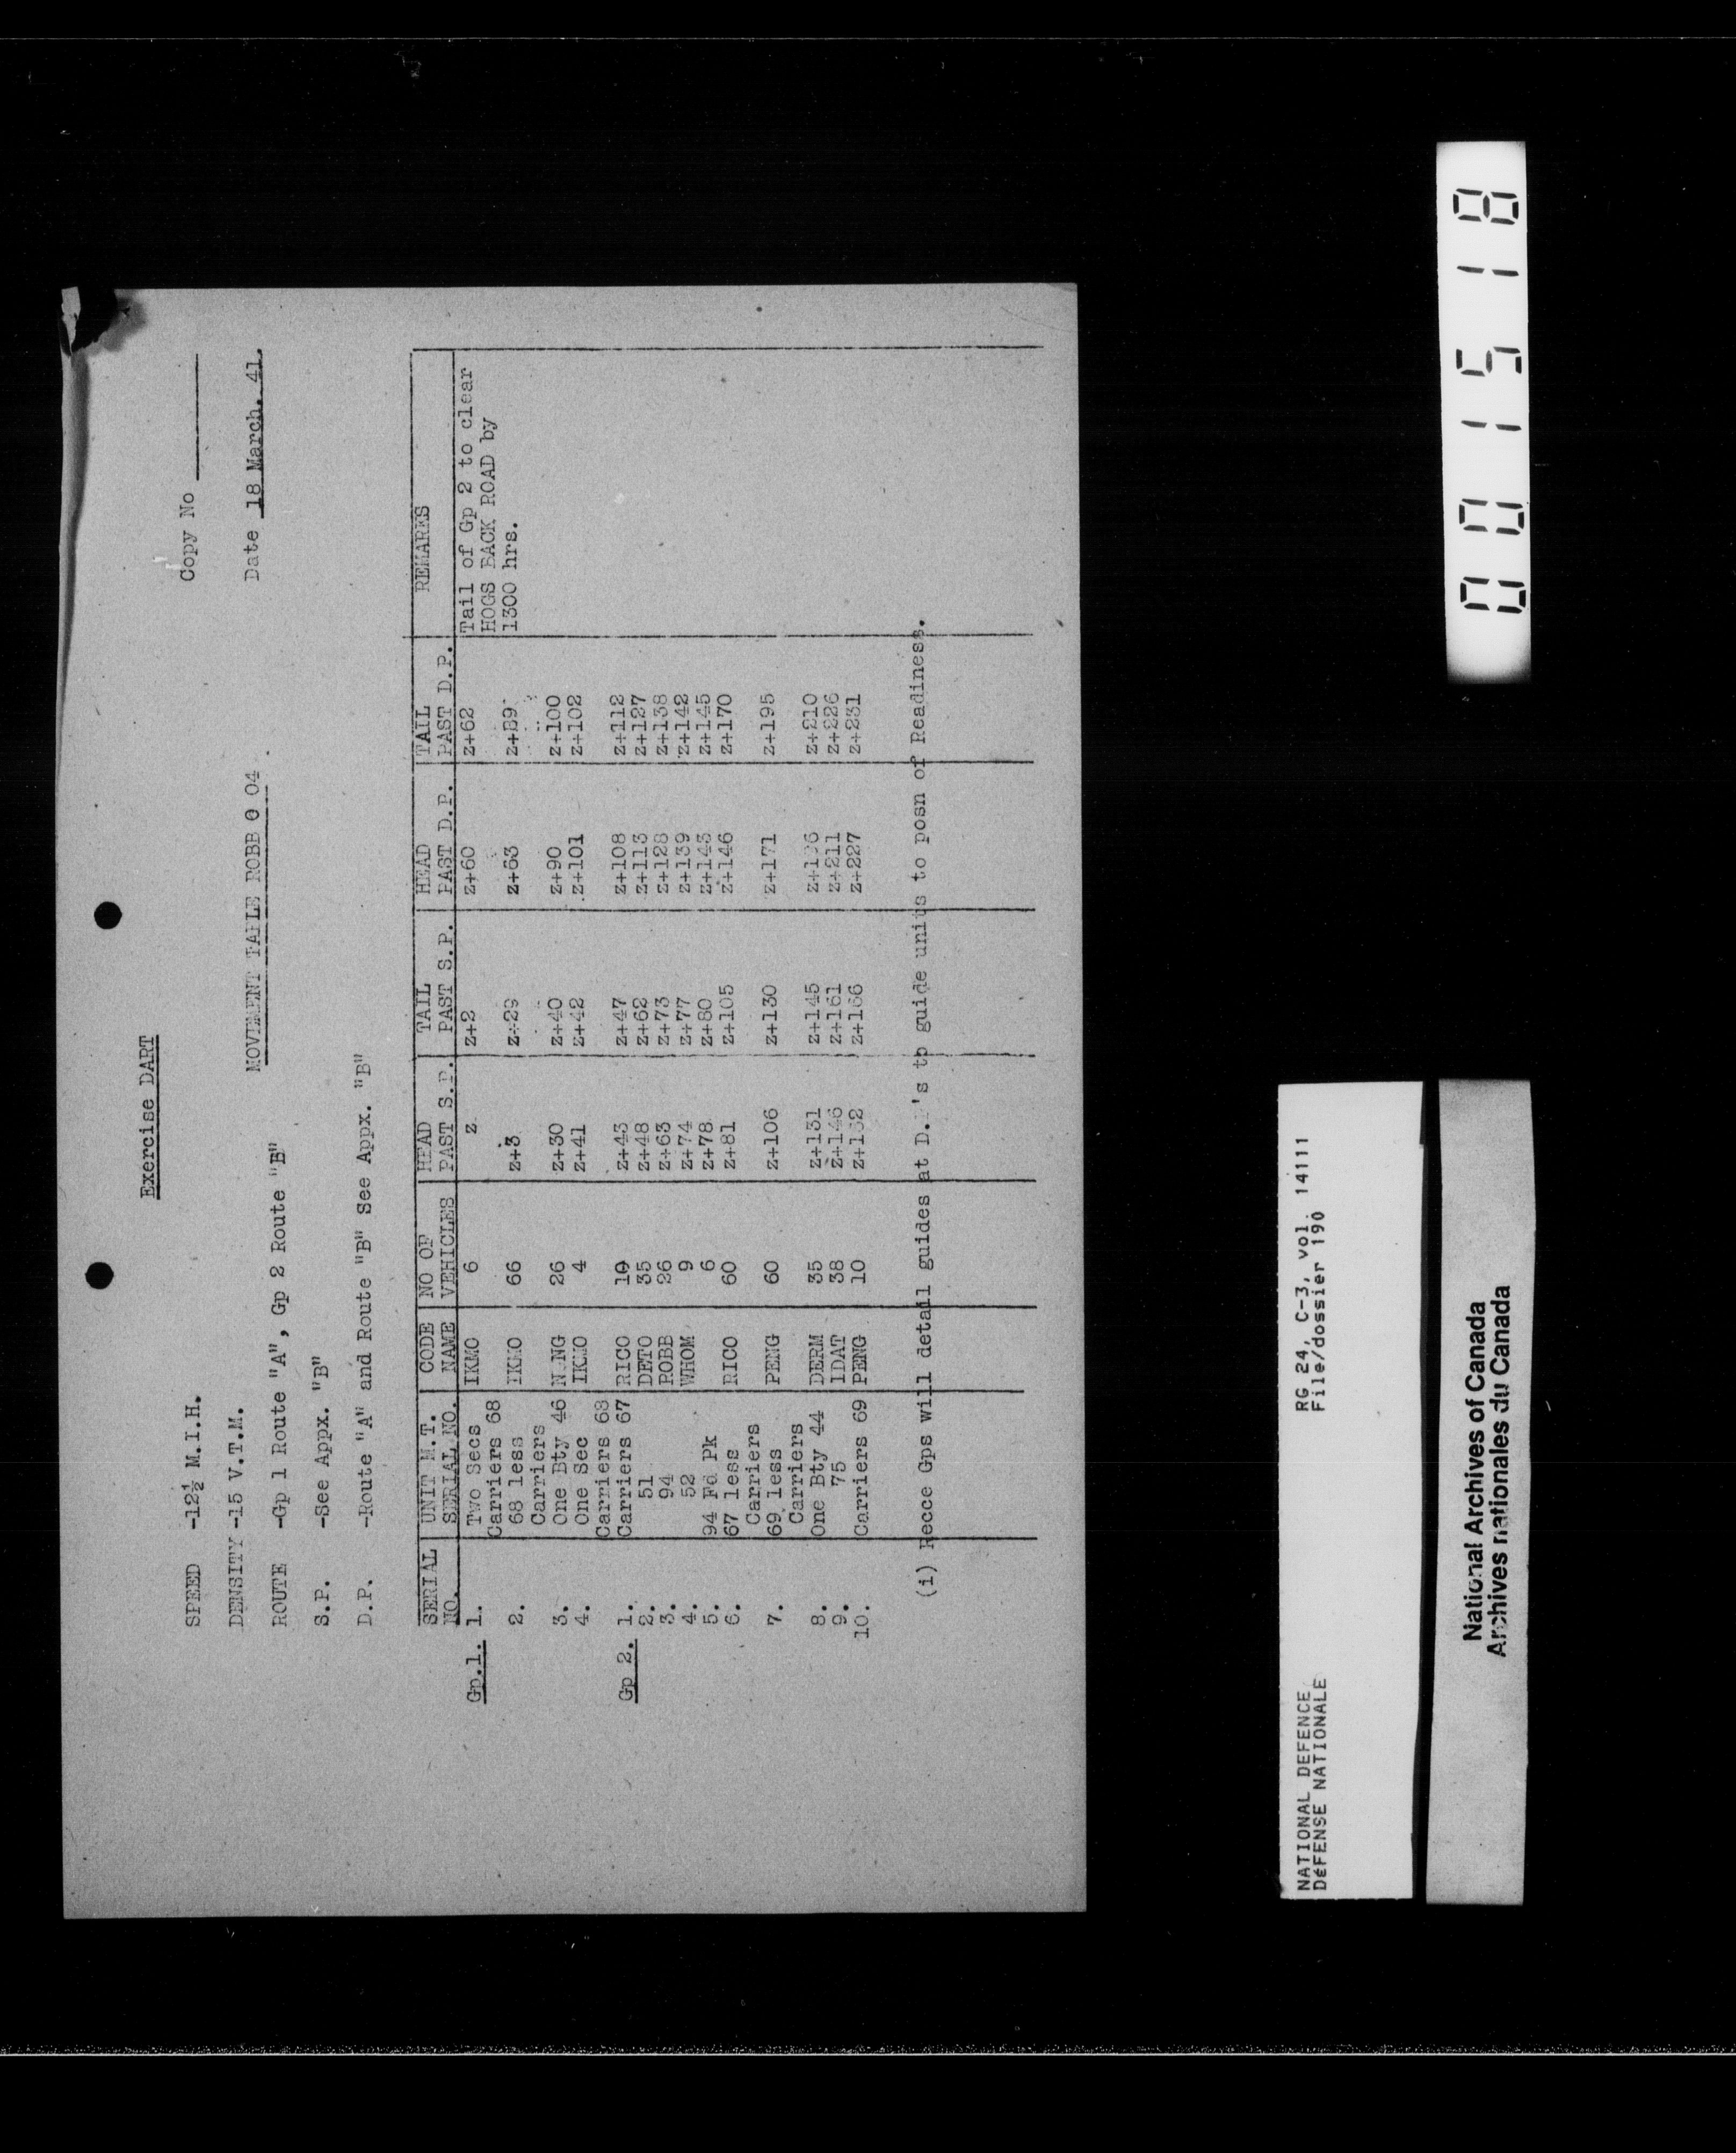 Exercise DART
Copy No
SPEED -12½ M.I.H.
DENSITY -15 V.T.M.
MOVEMENT TABLE ROBB 0 04
Date 18 March. 41.
ROUTE -Gp 1 Route "A", Gp 2 Route "B"
S.P. -See Appx. "B"
D.P. -Route "A" and Route "B" See Appx. "B"
SERIAL UNIT M.T. CODE NO OF HEAD TAIL HEAD TAIL REMARKS
NO. SERIAL NO. NAME VEHICLES PAST S.P. PAST S.P. PAST D.P. PAST D.P.
Gp.1. 1. Two Secs IKMO 6 Z Z+2 Z+60 Z+62 Tail of Gp 2 to clear
Carriers 68 HOGS BACK ROAD by
2. 68 less IKMO 66 Z+3 Z+29 Z+63 Z+89 1300 hrs.
Carriers
3. One Bty 46 26 Z+30 Z+40 Z+90 Z+100
4. One Sec IKMO 4 Z+41 Z+42 Z+101 Z+102
Carriers 68
Gp 2. 1. Carriers 67 RICO 10 Z+43 Z+47 Z+108 Z+112
2. 51 DETO 35 Z+48 Z+62 Z+113 Z+127
3. 94 ROBB 26 Z+63 Z+73 Z+128 Z+138
4. 52 WHOM 9 Z+74 Z+77 Z+139 Z+142
5. 94 Fd Pk 6 Z+78 Z+80 Z+143 Z+145
6. 67 less RICO 60 Z+81 Z+105 Z+146 Z+170
Carriers
7. 69 less PENG 60 Z+106 Z+130 Z+171 Z+195
Carriers
8. One Bty 44 DERM 35 Z+131 Z+145 Z+196 Z+210
9. 75 IDAT 38 Z+146 Z+161 Z+211 Z+226
10. Carriers 69 PENG 10 Z+162 Z+166 Z+227 Z+231
(i) Recce Gps will detail guides at D.P.'s to guide units to posn of Readiness.
NATIONAL DEFENCE RG 24, C-3, vol. 14111
DéFENSE NATIONALE File/dossier 190
National Archives of Canada
Archives nationales du Canada
001518